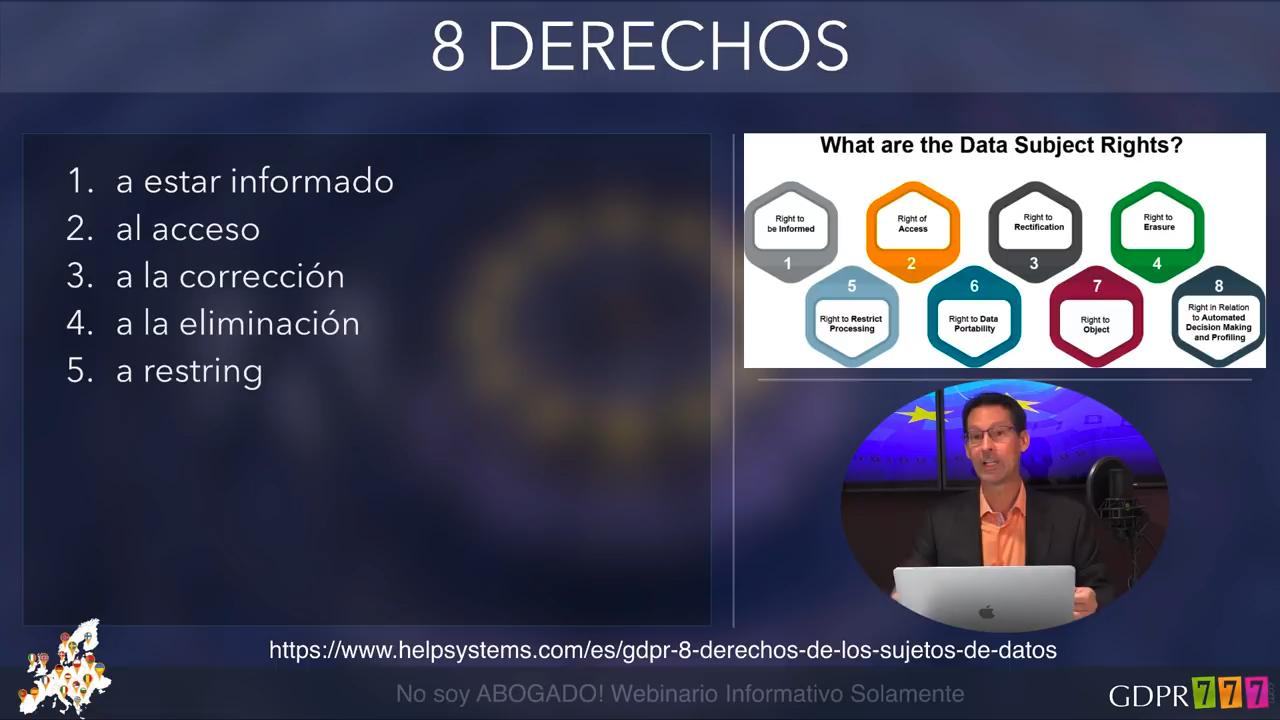 8 DERECHOS
1. a estar informado
2. al acceso
3. a la corrección
4. a la eliminación
5. a restring
What are the Data Subject Rights?
Right to
be Informed
1
Right of
Access
2
Right to
Rectification
3
Right to
Erasure
4
5
Right to Restrict
Processing
6
Right to Data
Portability
7
Right to
Object
8
Right in Relation
to Automated
Decision Making
and Profiling
https://www.helpsystems.com/es/gdpr-8-derechos-de-los-sujetos-de-datos
No soy ABOGADO! Webinario Informativo Solamente
GDPR777